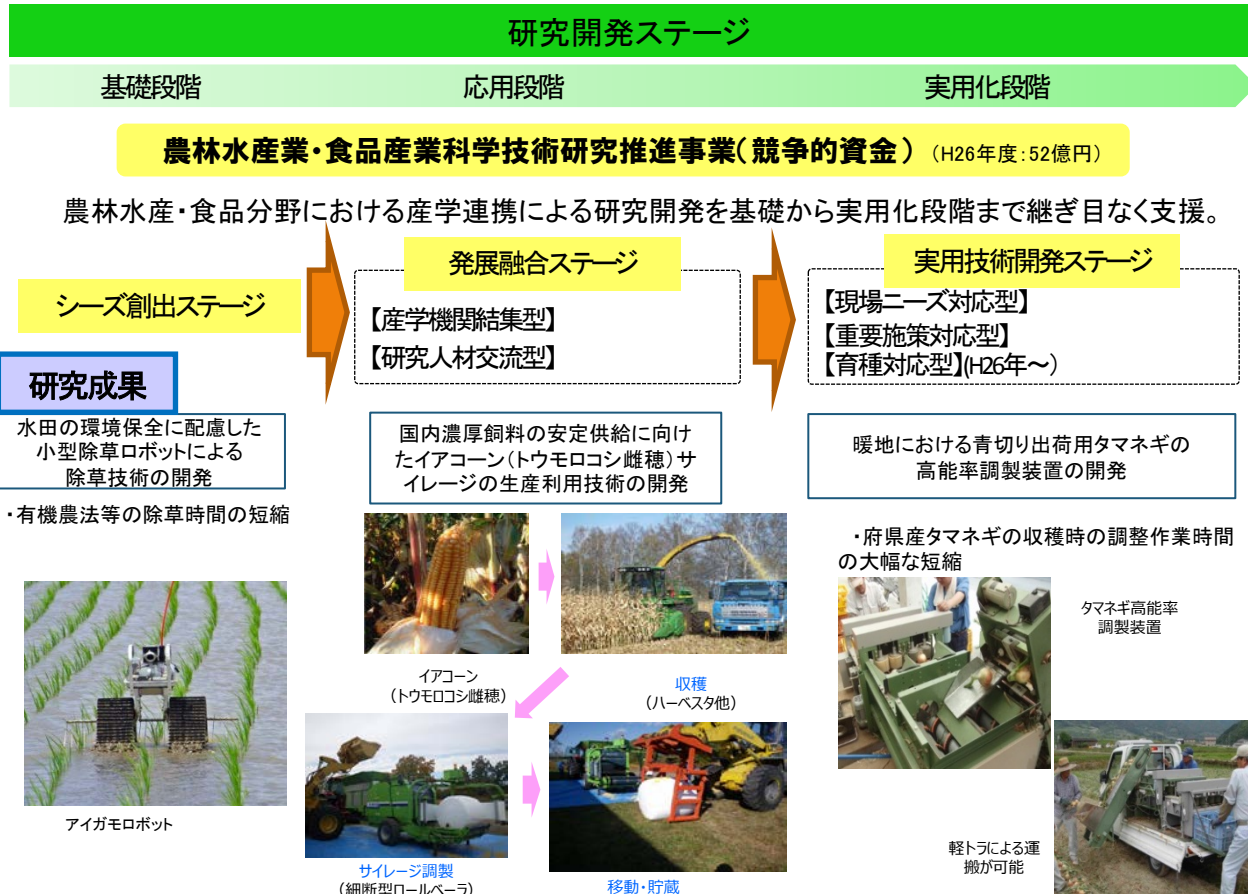 研究開発ステージ
基礎段階
応用段階
実用化段階
農林水産業・食品産業科学技術研究推進事業(競争的資金) (H26年度:52億円)
農林水産・食品分野における産学連携による研究開発を基礎から実用化段階まで継ぎ目なく支援。
シーズ創出ステージ
発展融合ステージ
【産学機関結集型】
【研究人材交流型】
実用技術開発ステージ
【現場ニーズ対応型】
【重要施策対応型】
【育種対応型】(H26年～)
研究成果
水田の環境保全に配慮した
小型除草ロボットによる
除草技術の開発
・有機農法等の除草時間の短縮
アイガモロボット
国内濃厚飼料の安定供給に向け
たイアコーン(トウモロコシ雌穂)サ
イレージの生産利用技術の開発
イアコーン
(トウモロコシ雌穂)
収穫
(ハーベスタ他)
サイレージ調製
(細断型ロールベーラ)
移動・貯蔵
暖地における青切り出荷用タマネギの
高能率調製装置の開発
・府県産タマネギの収穫時の調整作業時間
の大幅な短縮
タマネギ高能率
調製装置
軽トラによる運
搬が可能